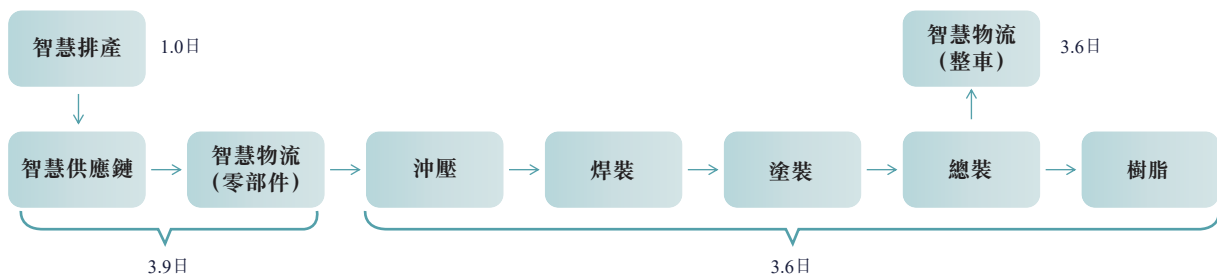 智慧排產
1.0日
智慧物流
(整車)
3.6日
智慧供應鏈
智慧物流
(零部件)
沖壓
焊裝
塗裝
總裝
樹脂
3.9日
3.6日